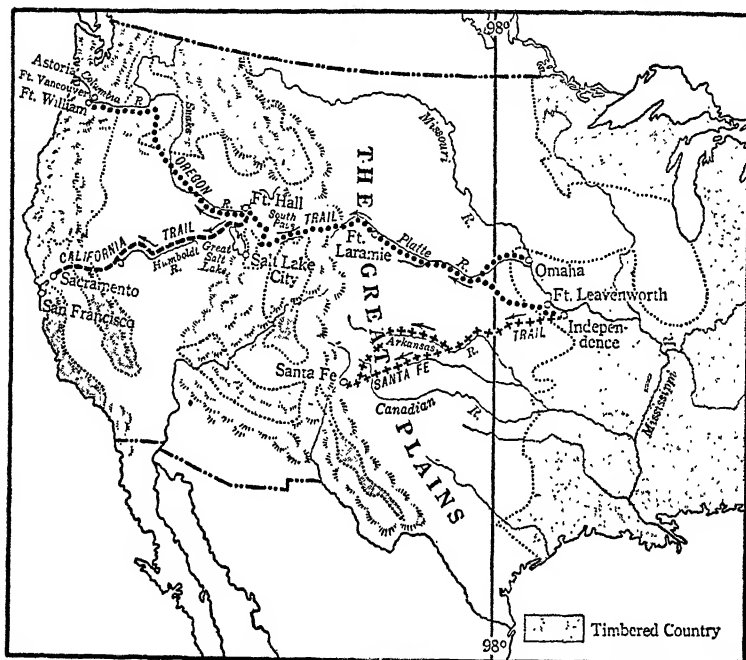 98°
Astoria
Ft. Vancouver
Ft. William
Columbia
R.
Snake
Missouri
R.
THE GREAT PLAINS
OREGON
R.
TRAIL
Ft. Hall
South Pass
Ft. Laramie
Platte
R.
Omaha
CALIFORNIA
TRAIL
Humboldt R.
Great Salt Lake
Salt Lake City
Sacramento
San Francisco
Ft. Leavenworth
Indepen-
dence
Arkansas
R.
SANTA FE
TRAIL
Santa Fe
Canadian
R.
R.
Mississippi
Timbered Country
98°